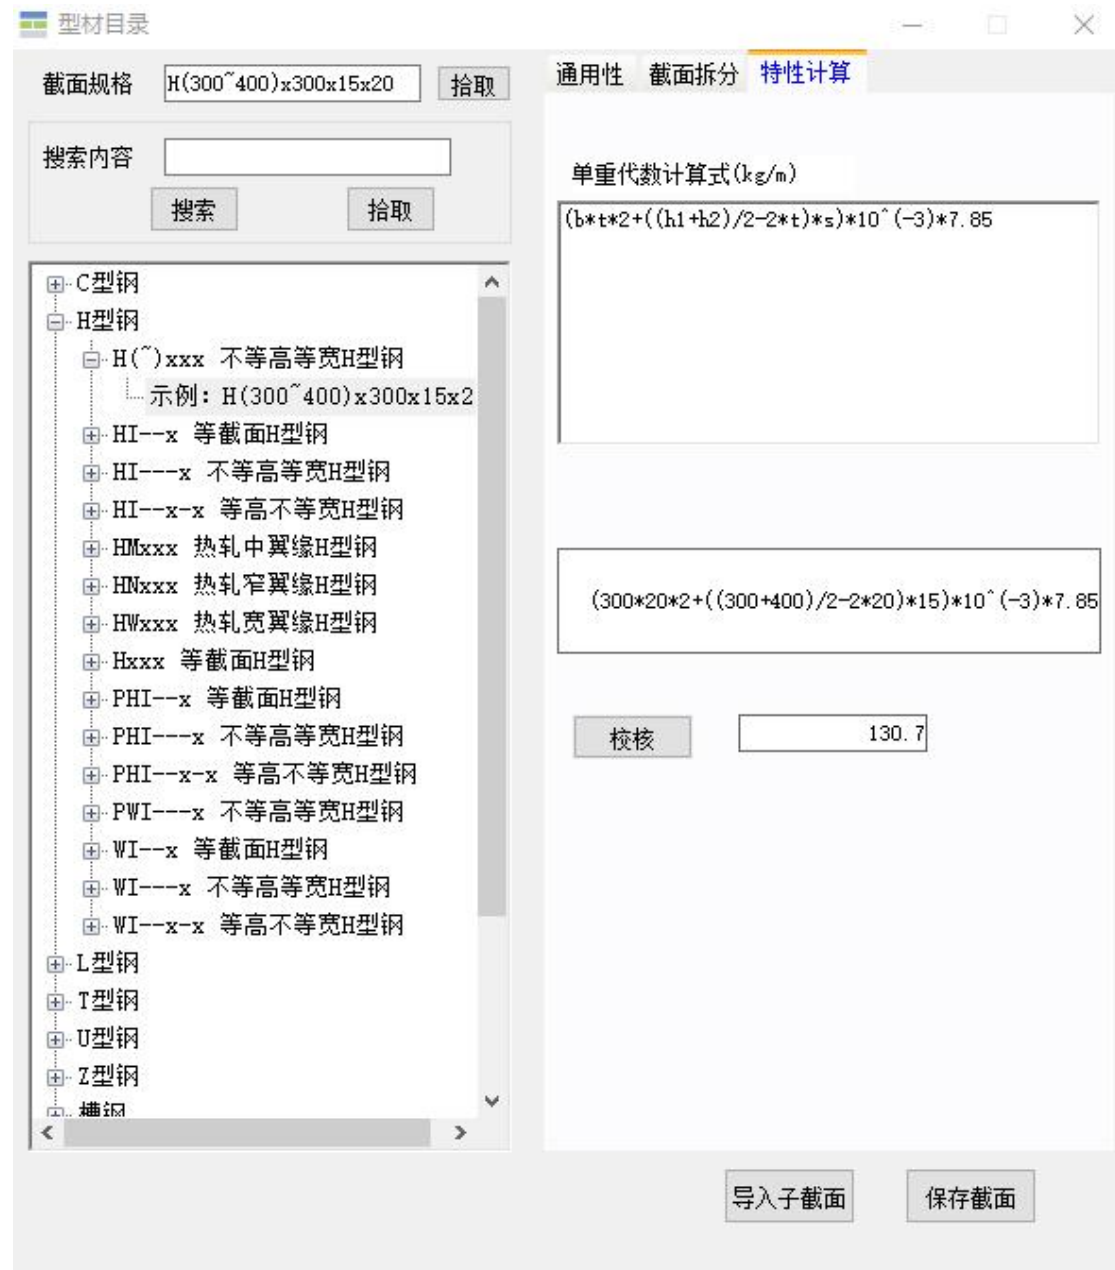 型材目录
截面规格 H(300~400)x300x15x20 拾取
搜索内容
搜索 拾取
C型钢
H型钢
H(~)xxx 不等高等宽H型钢
示例: H(300~400)x300x15x2
HI--x 等截面H型钢
HI---x 不等高等宽H型钢
HI--x-x 等高不等宽H型钢
HMxxx 热轧中翼缘H型钢
HNxxx 热轧窄翼缘H型钢
HWxxx 热轧宽翼缘H型钢
Hxxx 等截面H型钢
PHI--x 等截面H型钢
PHI---x 不等高等宽H型钢
PHI--x-x 等高不等宽H型钢
PWI---x 不等高等宽H型钢
WI--x 等截面H型钢
WI---x 不等高等宽H型钢
WI--x-x 等高不等宽H型钢
L型钢
T型钢
U型钢
Z型钢
槽钢
通用性 截面拆分 特性计算
单重代数计算式(kg/m)
(b*t*2+((h1+h2)/2-2*t)*s)*10^(-3)*7.85
(300*20*2+((300+400)/2-2*20)*15)*10^(-3)*7.85
校核 130.7
导入子截面 保存截面